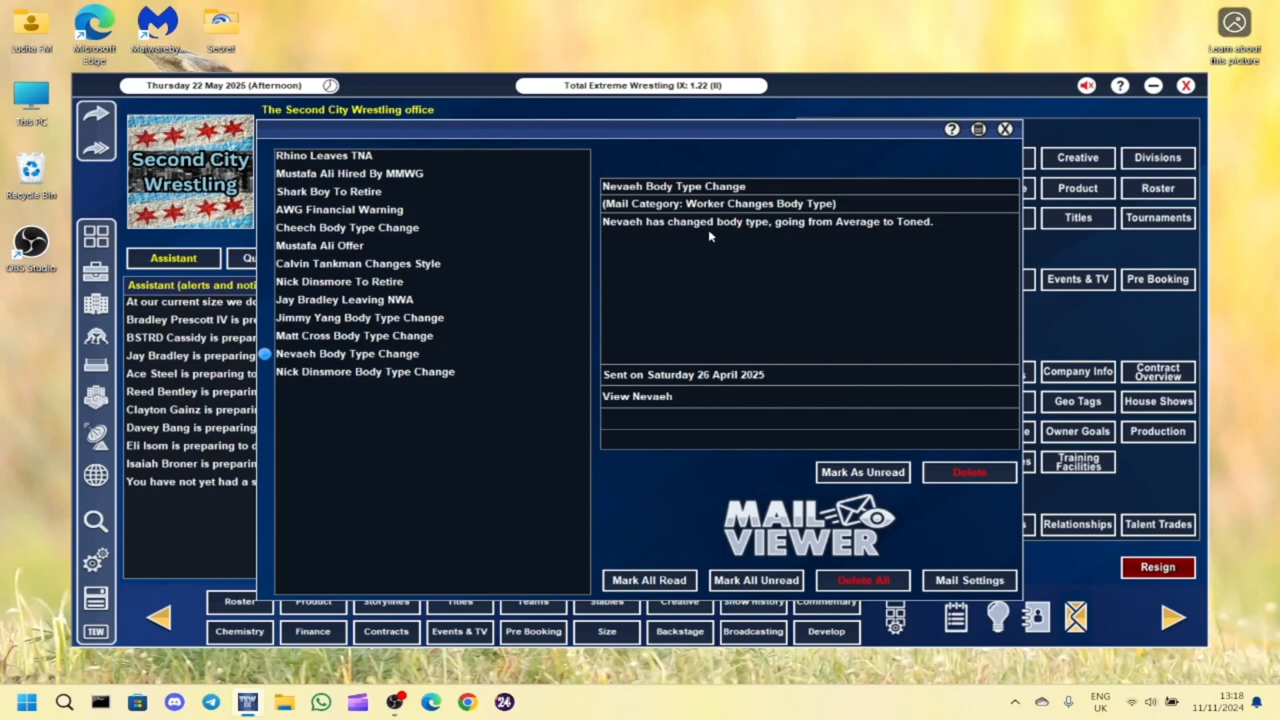 Lucha FM
Microsoft Edge
Malwareby...
Secret
Learn about this picture
This PC
Recycle Bin
OBS Studio
Thursday 22 May 2025 (Afternoon)
Total Extreme Wrestling IX: 1.22 (II)
The Second City Wrestling office
Second City
Wrestling
Assistant
Qu
Assistant (alerts and noti
At our current size we do
Bradley Prescott IV is pre
BSTRD Cassidy is prepar
Jay Bradley is preparing
Ace Steel is preparing to
Reed Bentley is preparin
Clayton Gainz is prepari
Davey Bang is preparing
Eli Isom is preparing to d
Isaiah Broner is preparin
You have not yet had a s
Rhino Leaves TNA
Mustafa Ali Hired By MMWG
Shark Boy To Retire
AWG Financial Warning
Cheech Body Type Change
Mustafa Ali Offer
Calvin Tankman Changes Style
Nick Dinsmore To Retire
Jay Bradley Leaving NWA
Jimmy Yang Body Type Change
Matt Cross Body Type Change
Nevaeh Body Type Change
Nick Dinsmore Body Type Change
Nevaeh Body Type Change
(Mail Category: Worker Changes Body Type)
Nevaeh has changed body type, going from Average to Toned.
Sent on Saturday 26 April 2025
View Nevaeh
Mark As Unread
Delete
MAIL
VIEWER
Mark All Read
Mark All Unread
Delete All
Mail Settings
Creative
Divisions
Product
Roster
Titles
Tournaments
Events & TV
Pre Booking
Company Info
Contract Overview
Geo Tags
House Shows
Owner Goals
Production
Training Facilities
Relationships
Talent Trades
Resign
Roster
Product
Storylines
Titles
Teams
Stables
Creative
Show History
Commentary
Chemistry
Finance
Contracts
Events & TV
Pre Booking
Size
Backstage
Broadcasting
Develop
TEW
24
ENG
UK
13:18
11/11/2024